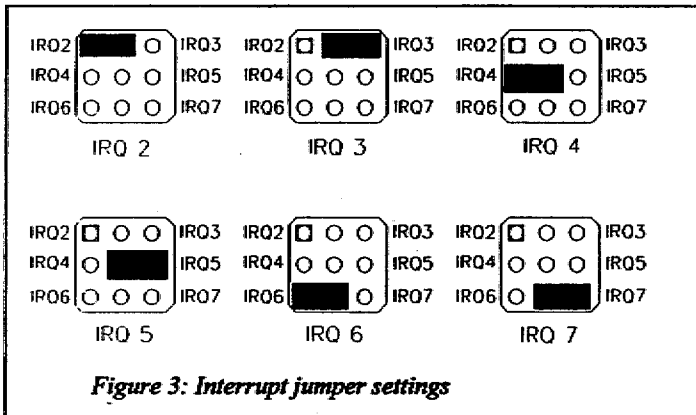 IRQ2 IRQ3 IRQ2 IRQ3 IRQ2 IRQ3
IRQ4 IRQ5 IRQ4 IRQ5 IRQ4 IRQ5
IRQ6 IRQ7 IRQ6 IRQ7 IRQ6 IRQ7
IRQ 2 IRQ 3 IRQ 4
IRQ2 IRQ3 IRQ2 IRQ3 IRQ2 IRQ3
IRQ4 IRQ5 IRQ4 IRQ5 IRQ4 IRQ5
IRQ6 IRQ7 IRQ6 IRQ7 IRQ6 IRQ7
IRQ 5 IRQ 6 IRQ 7
Figure 3: Interrupt jumper settings